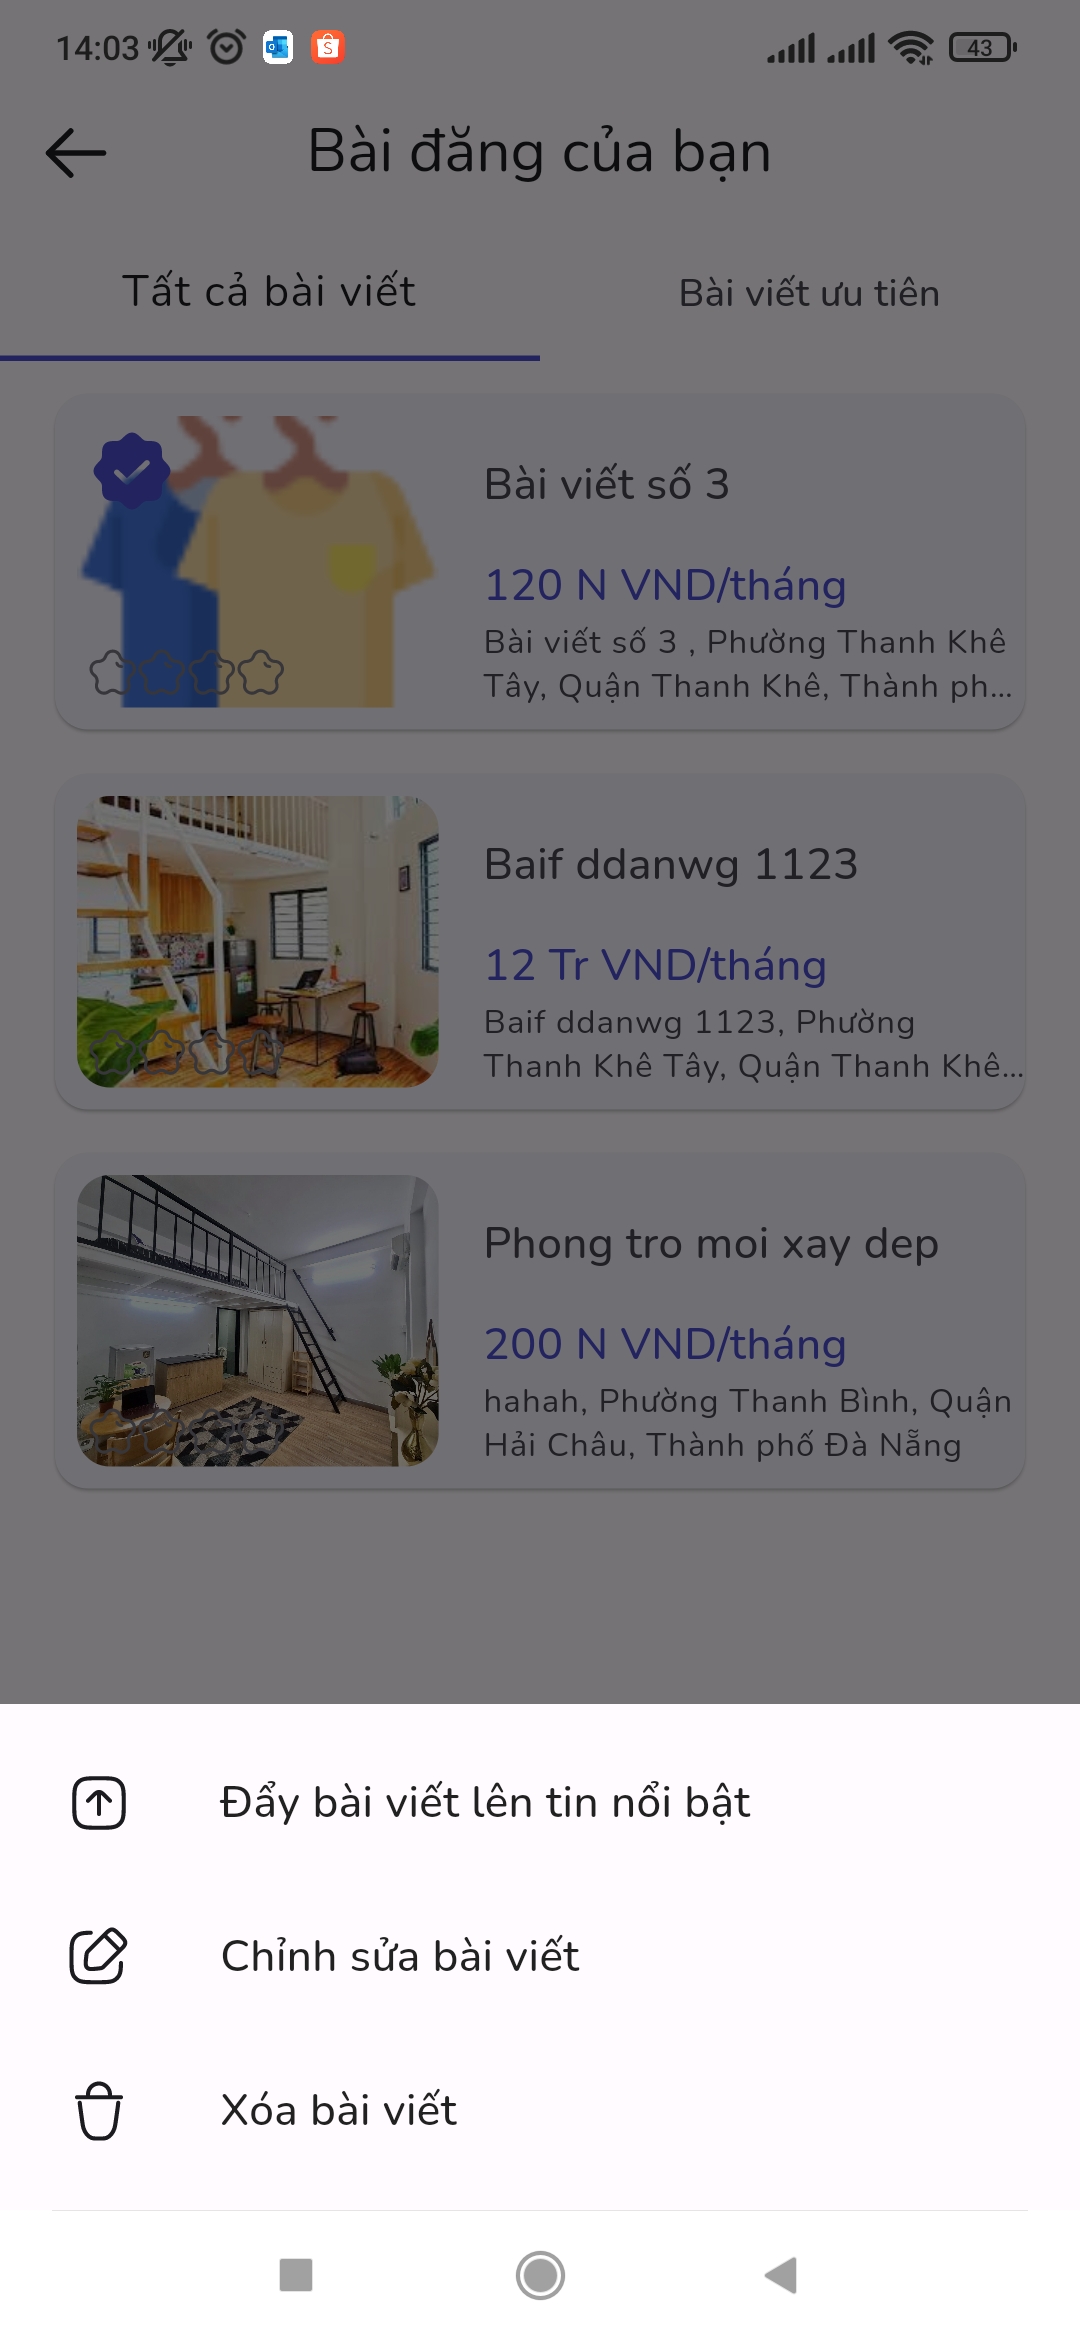 14:03
43
Bài đăng của bạn
Tất cả bài viết
Bài viết ưu tiên
Bài viết số 3
120 N VND/tháng
Bài viết số 3 , Phường Thanh Khê
Tây, Quận Thanh Khê, Thành ph...
Baif ddanwg 1123
12 Tr VND/tháng
Baif ddanwg 1123, Phường
Thanh Khê Tây, Quận Thanh Khê...
Phong tro moi xay dep
200 N VND/tháng
hahah, Phường Thanh Bình, Quận
Hải Châu, Thành phố Đà Nẵng
Đẩy bài viết lên tin nổi bật
Chỉnh sửa bài viết
Xóa bài viết